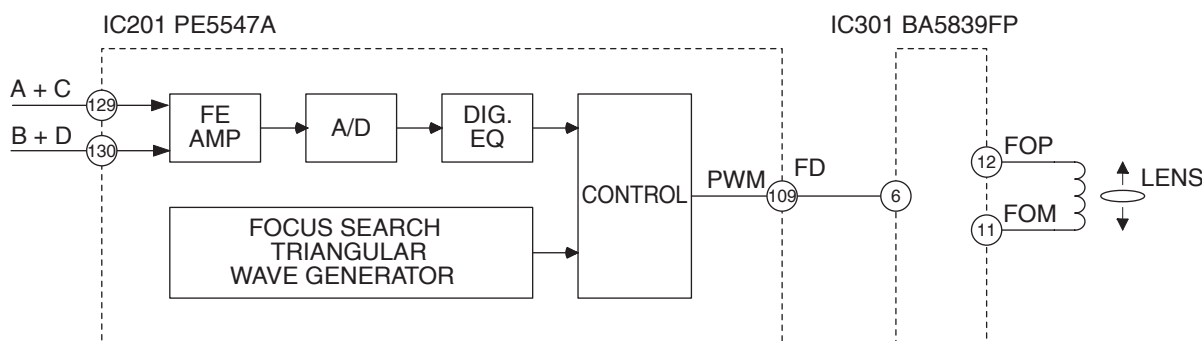 IC201 PE5547A
IC301 BA5839FP
A + C
129
B + D
130
FE
AMP
A/D
DIG.
EQ
FOCUS SEARCH
TRIANGULAR
WAVE GENERATOR
CONTROL
PWM
109
FD
6
12
FOP
11
FOM
LENS